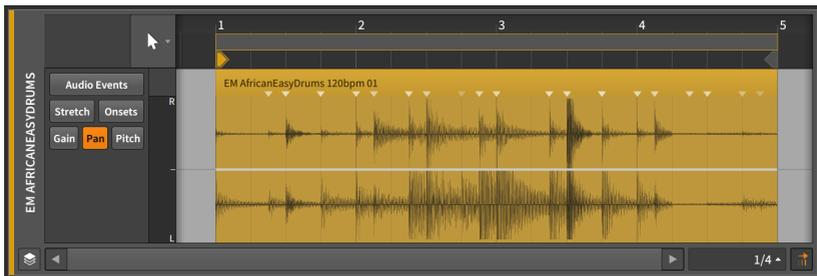 1 2 3 4 5
EM AFRICANEASYDRUMS
Audio Events
Stretch Onsets
Gain Pan Pitch
EM AfricanEasyDrums 120bpm 01
R
L
1/4